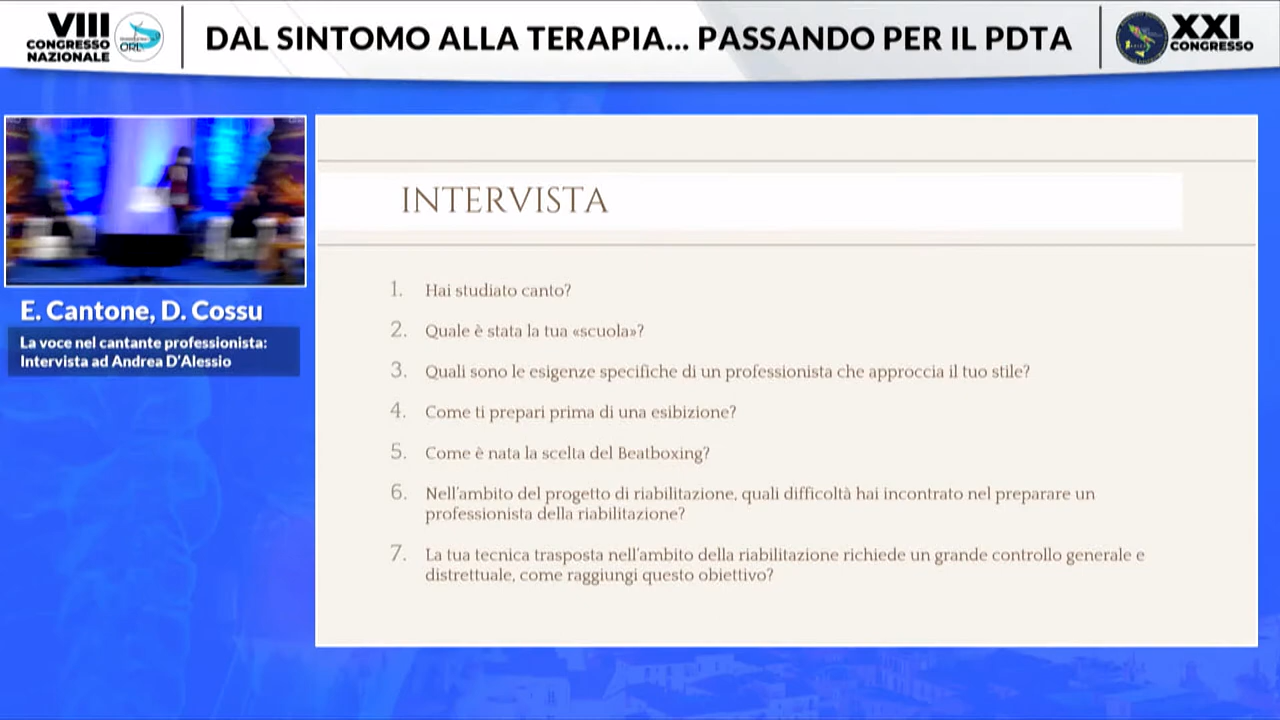 VIII
CONGRESSO
NAZIONALE
ORL
DAL SINTOMO ALLA TERAPIA... PASSANDO PER IL PDTA
XXI
CONGRESSO
INTERVISTA
1. Hai studiato canto?
2. Quale è stata la tua «scuola»?
3. Quali sono le esigenze specifiche di un professionista che approccia il tuo stile?
4. Come ti prepari prima di una esibizione?
5. Come è nata la scelta del Beatboxing?
6. Nell'ambito del progetto di riabilitazione, quali difficoltà hai incontrato nel preparare un
professionista della riabilitazione?
7. La tua tecnica trasposta nell'ambito della riabilitazione richiede un grande controllo generale e
distrettuale, come raggiungi questo obiettivo?
E. Cantone, D. Cossu
La voce nel cantante professionista:
Intervista ad Andrea D'Alessio